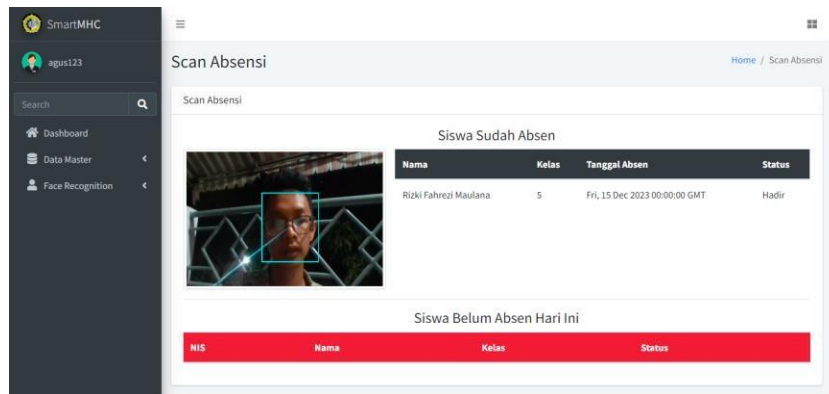 SmartMHC
agus123
Scan Absensi
Home / Scan Absensi
Search
Scan Absensi
Dashboard
Data Master
Face Recognition
Siswa Sudah Absen
Nama Kelas Tanggal Absen Status
Rizki Fahrezi Maulana 5 Fri, 15 Dec 2023 00:00:00 GMT Hadir
Siswa Belum Absen Hari Ini
NIS Nama Kelas Status